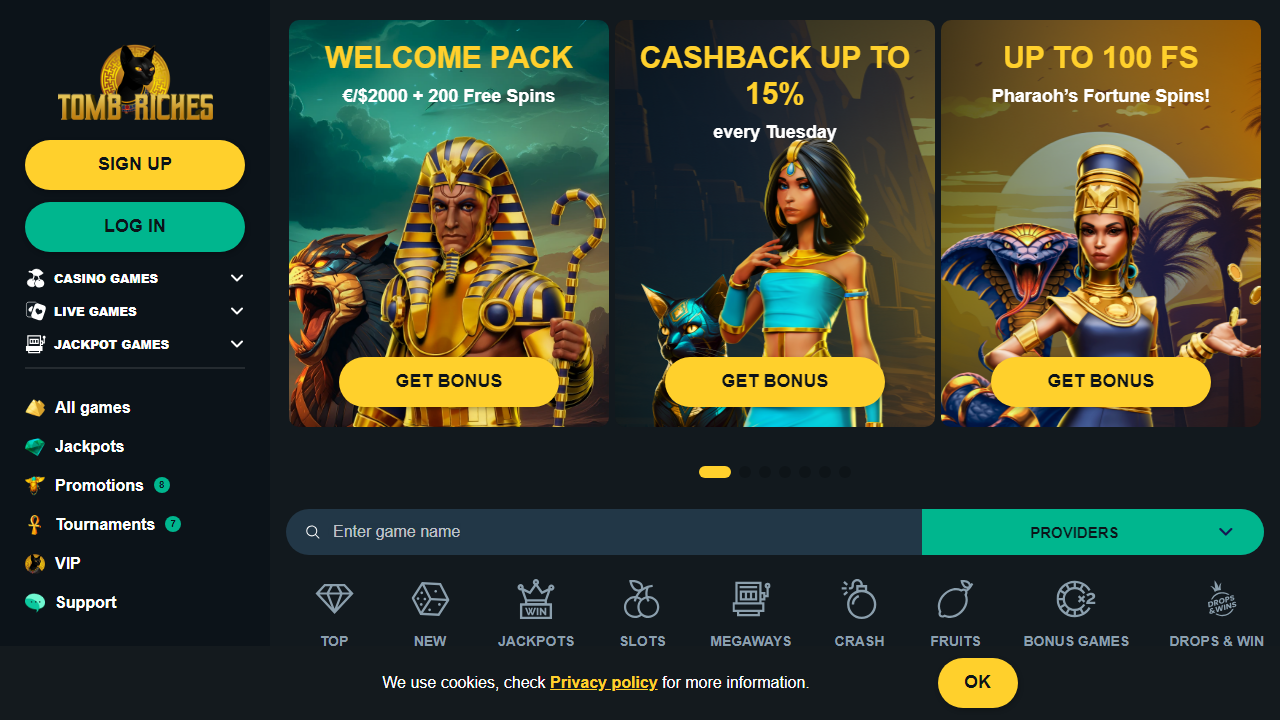 TOMB RICHES
SIGN UP
LOG IN
CASINO GAMES
LIVE GAMES
JACKPOT GAMES
All games
Jackpots
Promotions 8
Tournaments 7
VIP
Support
WELCOME PACK
€/$2000 + 200 Free Spins
GET BONUS
CASHBACK UP TO
15%
every Tuesday
GET BONUS
UP TO 100 FS
Pharaoh’s Fortune Spins!
GET BONUS
Enter game name
PROVIDERS
WIN
X2
DROPS
&WINS
TOP
NEW
JACKPOTS
SLOTS
MEGAWAYS
CRASH
FRUITS
BONUS GAMES
DROPS & WIN
We use cookies, check Privacy policy for more information.
OK